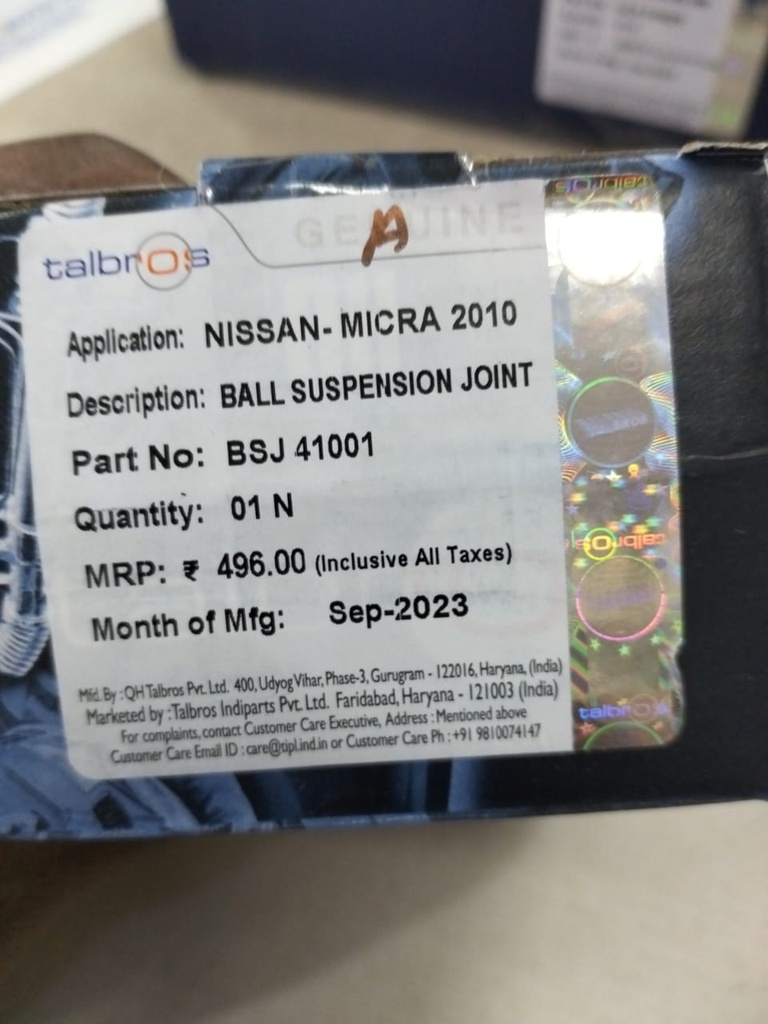 talbros
GENUINE
Application: NISSAN- MICRA 2010
Description: BALL SUSPENSION JOINT
Part No: BSJ 41001
Quantity: 01 N
MRP: ₹ 496.00 (Inclusive All Taxes)
Month of Mfg: Sep-2023
Mfd. By : QH Talbros Pvt. Ltd. 400, Udyog Vihar, Phase-3, Gurugram - 122016, Haryana, (India)
Marketed by : Talbros Indiparts Pvt. Ltd. Faridabad, Haryana - 121003 (India)
For complaints, contact Customer Care Executive, Address : Mentioned above
Customer Care Email ID : care@tipl.ind.in or Customer Care Ph : +91 9810074147
talbros
talbros
talbros